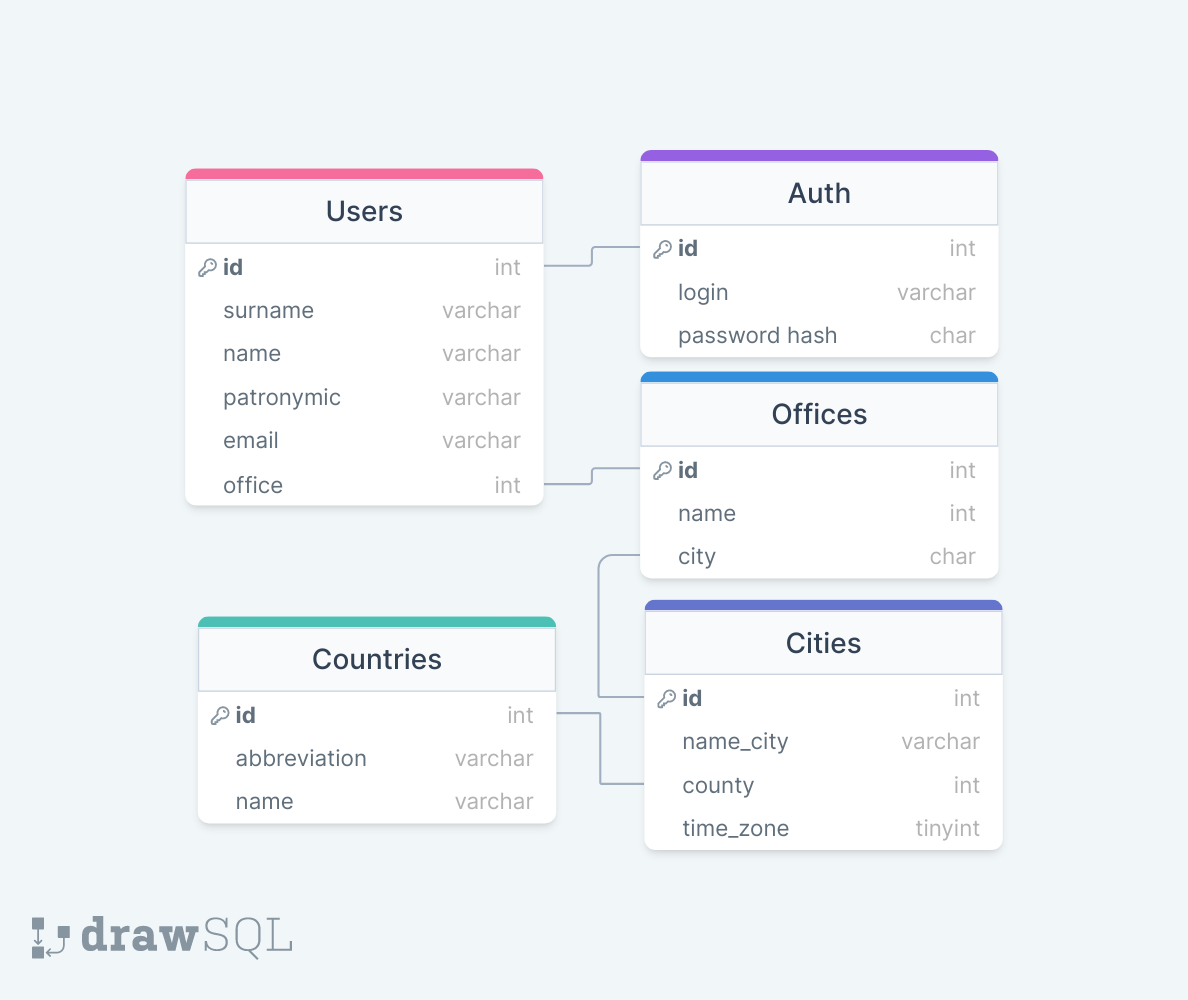 Users
id int
surname varchar
name varchar
patronymic varchar
email varchar
office int
Auth
id int
login varchar
password hash char
Offices
id int
name int
city char
Countries
id int
abbreviation varchar
name varchar
Cities
id int
name_city varchar
county int
time_zone tinyint
drawSQL